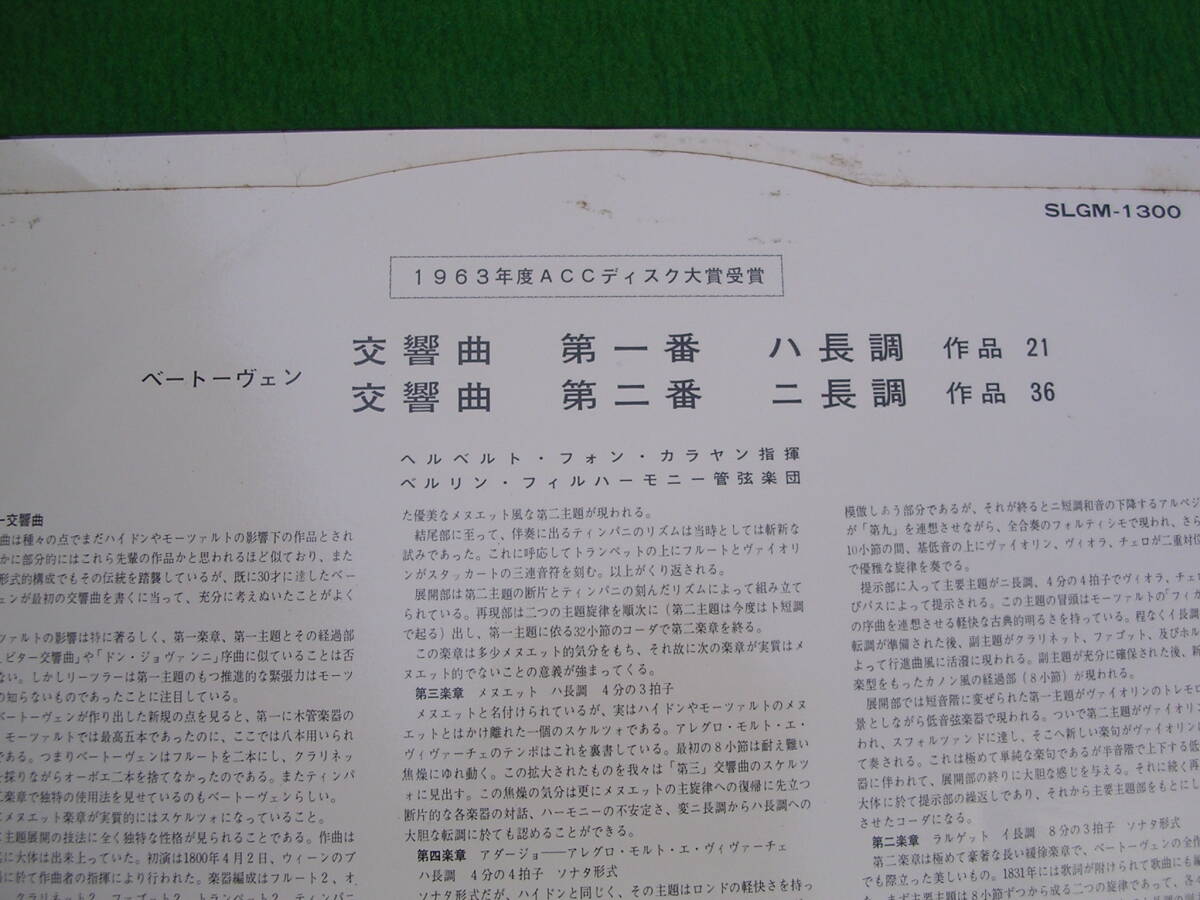 SLGM-1300
1963年度ACCディスク大賞受賞
ベートーヴェン
交響曲 第一番 ハ長調 作品 21
交響曲 第二番 ニ長調 作品 36
ヘルベルト・フォン・カラヤン指揮
ベルリン・フィルハーモニー管弦楽団
一交響曲
曲は種々の点でまだハイドンやモーツァルトの影響下の作品とされ
かに部分的にはこれら先輩の作品かと思われるほど似ており、また
形式的構成でもその伝統を踏襲しているが、既に30才に達したベー
ェンが最初の交響曲を書くに当って、充分に考えぬいたことがよく
ツァルトの影響は特に著るしく、第一楽章、第一主題とその経過部
ピター交響曲」や「ドン・ジョヴァンニ」序曲に似ていることは否
ない。しかしリーツラーは第一主題のもつ推進的な緊張力はモーツ
の知らないものであったことに注目している。
ベートーヴェンが作り出した新規の点を見ると、第一に木管楽器の
モーツァルトでは最高五本であったのに、ここでは八本用いられ
である。つまりベートーヴェンはフルートを二本にし、クラリネッ
採りながらオーボエ二本を捨てなかったのである。またティンパ
楽章で独特の使用法を見せているのもベートーヴェンらしい。
メヌエット楽章が実質的にはスケルツォになっていること。
主題展開の技法に全く独特な性格が見られることである。作曲は
に大体は出来上っていた。初演は1800年4月2日、ウィーンのブ
に於て作曲者の指揮により行われた。楽器編成はフルート2、オ
クラリネット2、ファゴット2、トランペット2、ティンパー
た優美なメヌエット風な第二主題が現われる。
結尾部に至って、伴奏に出るティンパニのリズムは当時としては斬新な
試みであった。これに呼応してトランペットの上にフルートとヴァイオリ
ンがスタッカートの三連音符を刻む。以上がくり返される。
展開部は第二主題の断片とティンパニの刻んだリズムによって組み立て
られている。再現部は二つの主題旋律を順次に（第二主題は今度はト短調
で起る）出し、第一主題に依る32小節のコーダで第二楽章を終る。
この楽章は多少メヌエット的気分をもち、それ故に次の楽章が実質はメ
ヌエット的でないことの意義が強まってくる。
第三楽章 メヌエット ハ長調 4分の3拍子
メヌエットと名付けられているが、実はハイドンやモーツァルトのメヌ
エットとはかけ離れた一個のスケルツォである。アレグロ・モルト・エ・
ヴィヴァーチェのテンポはこれを裏書している。最初の8小節は耐え難い
焦燥にゆれ動く。この拡大されたものを我々は「第三」交響曲のスケルツ
ォに見出す。この焦燥の気分は更にメヌエットの主旋律への復帰に先立つ
断片的な各楽器の対話、ハーモニーの不安定さ、変ニ長調からハ長調への
大胆な転調に於ても認めることができる。
第四楽章 アダージョ――アレグロ・モルト・エ・ヴィヴァーチェ
ハ長調 4分の4拍子 ソナタ形式
ソナタ形式だが、ハイドンと同じく、その主題はロンドの軽快さを持っ
模倣しあう部分であるが、それが終るとニ短調和音の下降するアルペジ
が「第九」を連想させながら、全合奏のフォルティシモで現われ、さら
10小節の間、基低音の上にヴァイオリン、ヴィオラ、チェロが二重対位
で優雅な旋律を奏でる。
提示部に入って主要主題がニ長調、4分の4拍子でヴィオラ、チェ
びバスによって提示される。この主題の冒頭はモーツァルトの「フィガ
の序曲を連想させる軽快な古典的明るさを持っている。程なくイ長調
転調が準備された後、副主題がクラリネット、ファゴット、及びホル
よって行進曲風に活潑に現われる。副主題が充分に確保された後、新
楽型をもったカノン風の経過部（8小節）が現われる。
展開部では短音階に変ぜられた第一主題がヴァイオリンのトレモロ
景としながら低音弦楽器で現われる。ついで第二主題がヴァイオリン
われ、スフォルツァンドに達し、そこへ新しい楽句がヴァイオリン
て奏される。これは極めて単純な楽句であるが半音階で上下する低
器に伴われて、展開部の終りに大胆な感じを与える。それに続く再
大体に於て提示部の繰返しであり、それから主要主題部をもとにし
させたコーダになる。
第二楽章 ラルゲット イ長調 8分の3拍子 ソナタ形式
第二楽章は極めて豪奢な長い緩徐楽章で、ベートーヴェンの全作
でも際立った美しいもの。1831年には歌詞が附けられて歌曲にも編
まず主要主題は8小節ずつから成る二つの旋律であって、各々